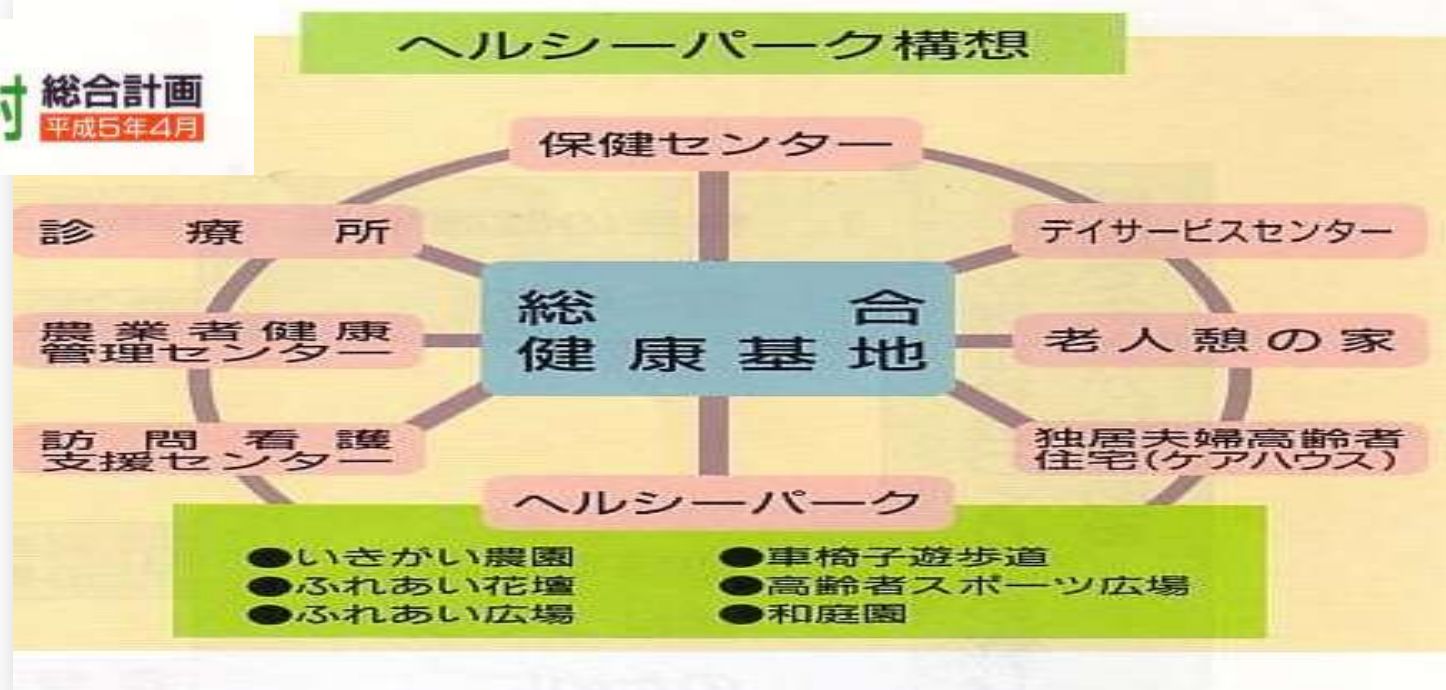 ヘルシーパーク構想
村 総合計画
平成5年4月
保健センター
診療所
デイサービスセンター
総合
健康基地
農業者健康
管理センター
老人憩の家
訪問看護
支援センター
独居夫婦高齢者
住宅(ケアハウス)
ヘルシーパーク
●いきがい農園
●ふれあい花壇
●ふれあい広場
●車椅子遊歩道
●高齢者スポーツ広場
●和庭園